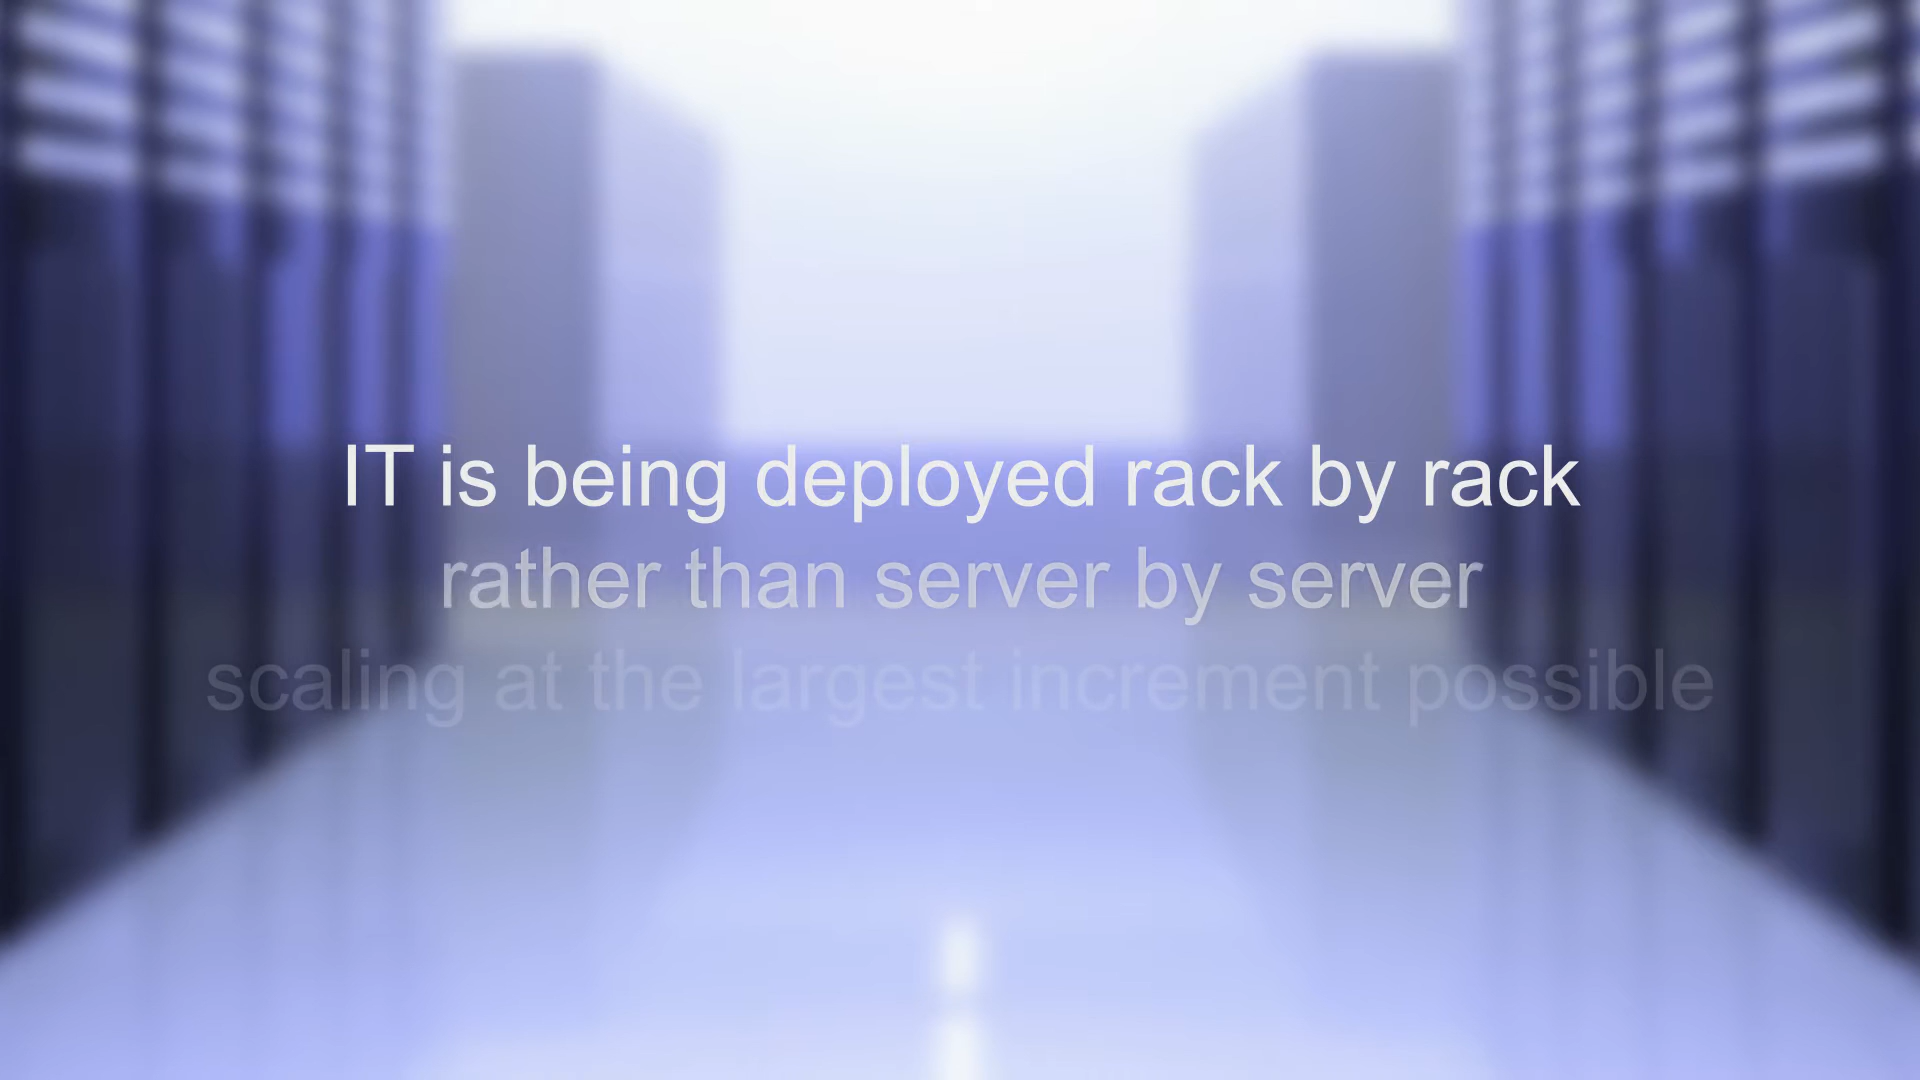 IT is being deployed rack by rack
rather than server by server
scaling at the largest increment possible